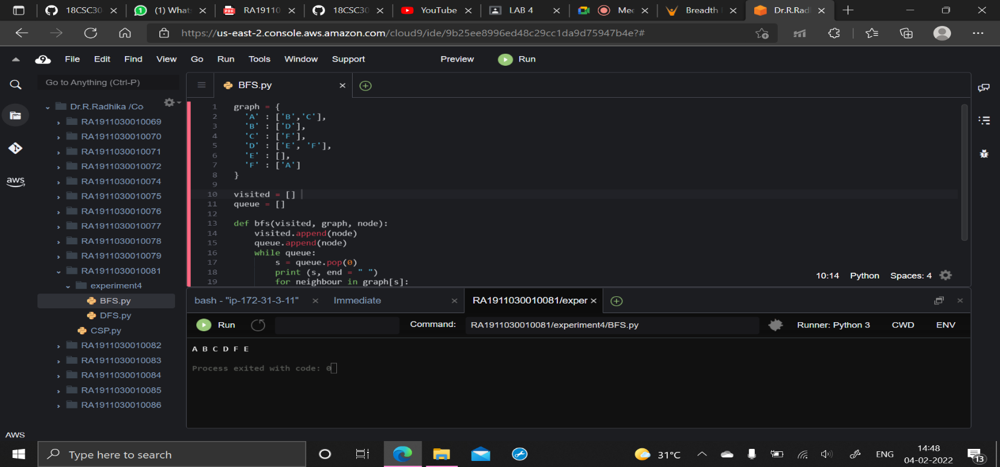 18CSC30
(1) What
RA19110
18CSC30
YouTube
LAB 4
Mee
Breadth
Dr.R.Rad
https://us-east-2.console.aws.amazon.com/cloud9/ide/9b25ee8996ed48c29cc1da9d75947b4e?#
9 File Edit Find View Go Run Tools Window Support Preview Run
Go to Anything (Ctrl-P)
BFS.py
Dr.R.Radhika /Co
RA1911030010069
RA1911030010070
RA1911030010071
RA1911030010072
RA1911030010074
RA1911030010075
RA1911030010076
RA1911030010077
RA1911030010078
RA1911030010079
RA1911030010081
experiment4
BFS.py
DFS.py
CSP.py
RA1911030010082
RA1911030010083
RA1911030010084
RA1911030010085
RA1911030010086
aws
AWS
1 graph = {
2 'A' : ['B','C'],
3 'B' : ['D'],
4 'C' : ['F'],
5 'D' : ['E', 'F'],
6 'E' : [],
7 'F' : ['A']
8 }
9
10 visited = []
11 queue = []
12
13 def bfs(visited, graph, node):
14 visited.append(node)
15 queue.append(node)
16 while queue:
17 s = queue.pop(0)
18 print (s, end = " ")
19 for neighbour in graph[s]:
10:14 Python Spaces: 4
bash - "ip-172-31-3-11" Immediate RA1911030010081/exper
Run Command: RA1911030010081/experiment4/BFS.py Runner: Python 3 CWD ENV
A B C D F E
Process exited with code: 0
Type here to search
31°C
ENG
14:48
04-02-2022
13